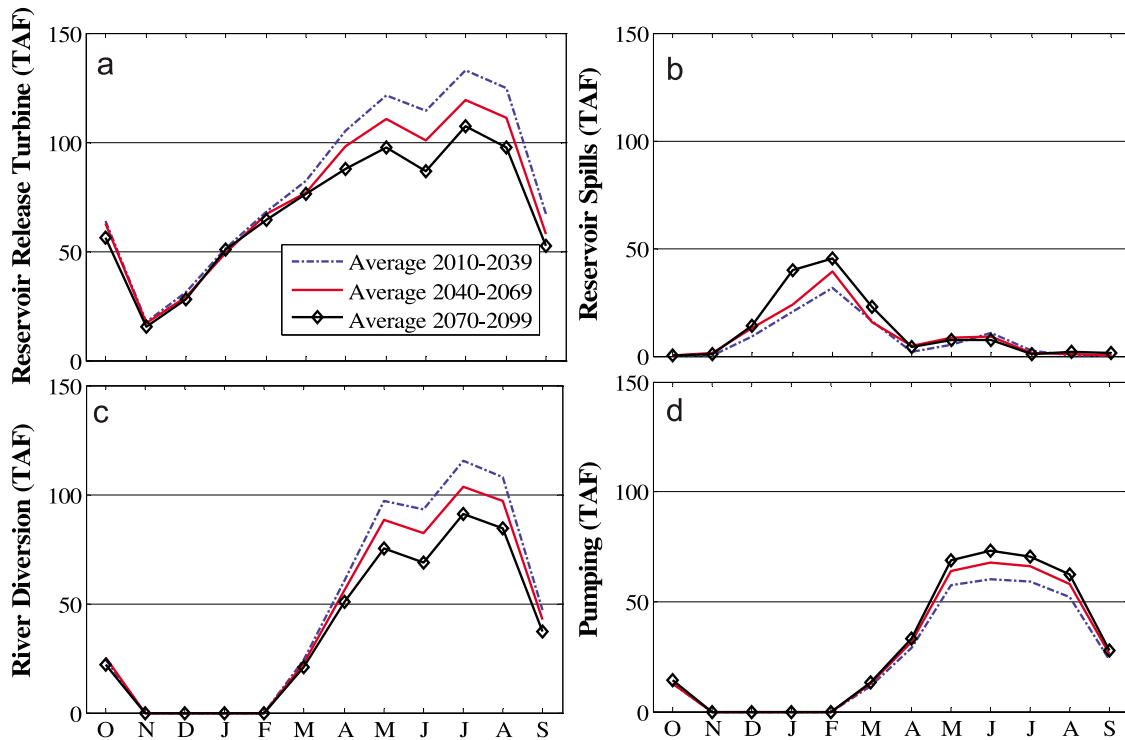 Reservoir Release Turbine (TAF)
150
100
50
0
a
Average 2010-2039
Average 2040-2069
Average 2070-2099
Reservoir Spills (TAF)
150
100
50
0
b
River Diversion (TAF)
150
100
50
0
c
O N D J F M A M J J A S
Pumping (TAF)
150
100
50
0
d
O N D J F M A M J J A S